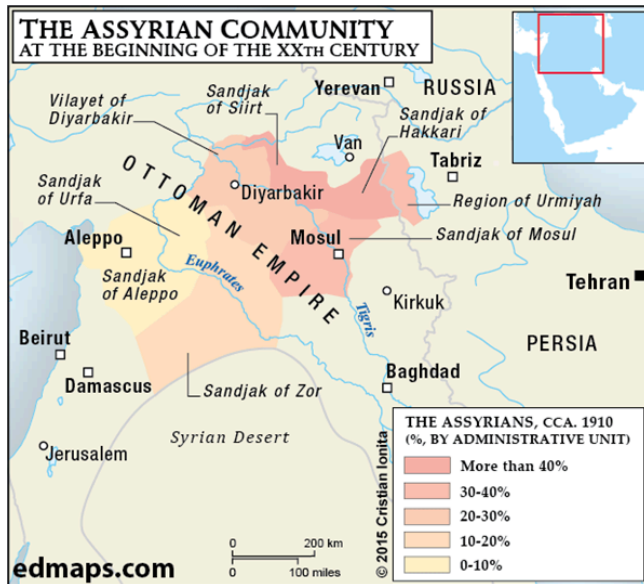 THE ASSYRIAN COMMUNITY
AT THE BEGINNING OF THE XXTH CENTURY
Yerevan
RUSSIA
Sandjak
of Siirt
Vilayet of
Diyarbakir
Van
Sandjak of
Hakkari
Tabriz
Sandjak
of Urfa
Diyarbakir
Region of Urmiyah
OTTOMAN EMPIRE
Aleppo
Mosul
Sandjak of Mosul
Sandjak
of Aleppo
Euphrates
Tehran
Kirkuk
Tigris
Beirut
PERSIA
Damascus
Baghdad
Sandjak of Zor
Syrian Desert
Jerusalem
THE ASSYRIANS, CCA. 1910
(%, BY ADMINISTRATIVE UNIT)
More than 40%
30-40%
20-30%
10-20%
0-10%
© 2015 Cristian Ionita
0 200 km
0 100 miles
edmaps.com